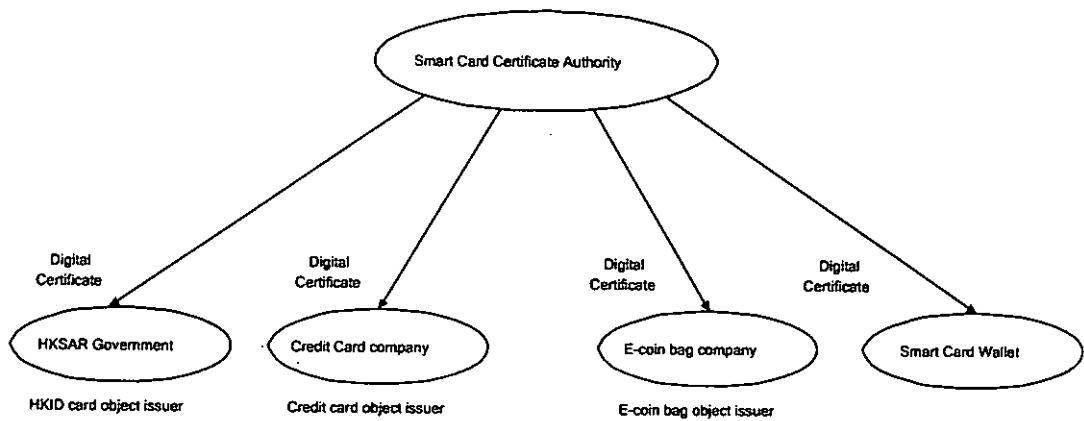 Smart Card Certificate Authority
Digital
Certificate
Digital
Certificate
Digital
Certificate
Digital
Certificate
HKSAR Government
Credit Card company
E-coin bag company
Smart Card Wallet
HKID card object issuer
Credit card object issuer
E-coin bag object issuer